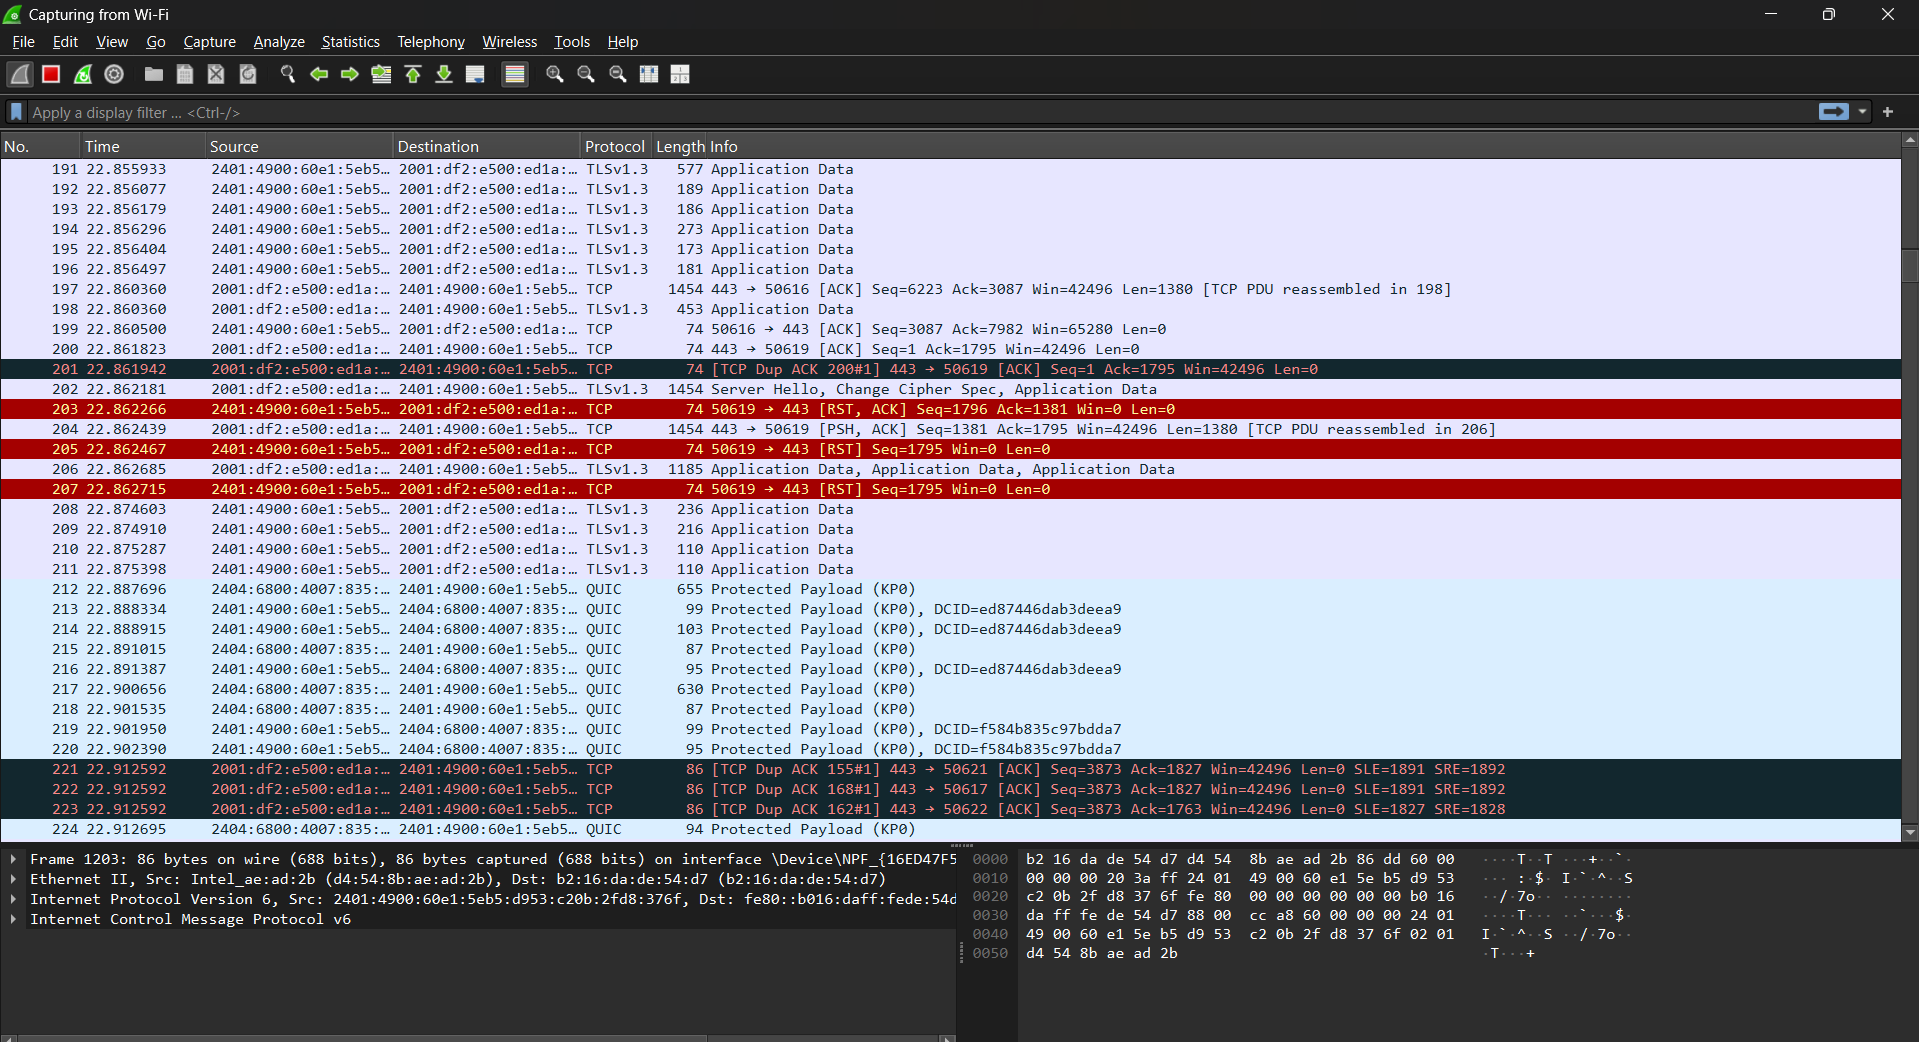 Capturing from Wi-Fi
File Edit View Go Capture Analyze Statistics Telephony Wireless Tools Help
Apply a display filter ... <Ctrl-/>
No. Time Source Destination Protocol Length Info
191 22.855933 2401:4900:60e1:5eb5… 2001:df2:e500:ed1a:… TLSv1.3 577 Application Data
192 22.856077 2401:4900:60e1:5eb5… 2001:df2:e500:ed1a:… TLSv1.3 189 Application Data
193 22.856179 2401:4900:60e1:5eb5… 2001:df2:e500:ed1a:… TLSv1.3 186 Application Data
194 22.856296 2401:4900:60e1:5eb5… 2001:df2:e500:ed1a:… TLSv1.3 273 Application Data
195 22.856404 2401:4900:60e1:5eb5… 2001:df2:e500:ed1a:… TLSv1.3 173 Application Data
196 22.856497 2401:4900:60e1:5eb5… 2001:df2:e500:ed1a:… TLSv1.3 181 Application Data
197 22.860360 2001:df2:e500:ed1a:… 2401:4900:60e1:5eb5… TCP 1454 443 → 50616 [ACK] Seq=6223 Ack=3087 Win=42496 Len=1380 [TCP PDU reassembled in 198]
198 22.860360 2001:df2:e500:ed1a:… 2401:4900:60e1:5eb5… TLSv1.3 453 Application Data
199 22.860500 2401:4900:60e1:5eb5… 2001:df2:e500:ed1a:… TCP 74 50616 → 443 [ACK] Seq=3087 Ack=7982 Win=65280 Len=0
200 22.861823 2001:df2:e500:ed1a:… 2401:4900:60e1:5eb5… TCP 74 443 → 50619 [ACK] Seq=1 Ack=1795 Win=42496 Len=0
201 22.861942 2001:df2:e500:ed1a:… 2401:4900:60e1:5eb5… TCP 74 [TCP Dup ACK 200#1] 443 → 50619 [ACK] Seq=1 Ack=1795 Win=42496 Len=0
202 22.862181 2001:df2:e500:ed1a:… 2401:4900:60e1:5eb5… TLSv1.3 1454 Server Hello, Change Cipher Spec, Application Data
203 22.862266 2401:4900:60e1:5eb5… 2001:df2:e500:ed1a:… TCP 74 50619 → 443 [RST, ACK] Seq=1796 Ack=1381 Win=0 Len=0
204 22.862439 2001:df2:e500:ed1a:… 2401:4900:60e1:5eb5… TCP 1454 443 → 50619 [PSH, ACK] Seq=1381 Ack=1795 Win=42496 Len=1380 [TCP PDU reassembled in 206]
205 22.862467 2401:4900:60e1:5eb5… 2001:df2:e500:ed1a:… TCP 74 50619 → 443 [RST] Seq=1795 Win=0 Len=0
206 22.862685 2001:df2:e500:ed1a:… 2401:4900:60e1:5eb5… TLSv1.3 1185 Application Data, Application Data, Application Data
207 22.862715 2401:4900:60e1:5eb5… 2001:df2:e500:ed1a:… TCP 74 50619 → 443 [RST] Seq=1795 Win=0 Len=0
208 22.874603 2401:4900:60e1:5eb5… 2001:df2:e500:ed1a:… TLSv1.3 236 Application Data
209 22.874910 2401:4900:60e1:5eb5… 2001:df2:e500:ed1a:… TLSv1.3 216 Application Data
210 22.875287 2401:4900:60e1:5eb5… 2001:df2:e500:ed1a:… TLSv1.3 110 Application Data
211 22.875398 2401:4900:60e1:5eb5… 2001:df2:e500:ed1a:… TLSv1.3 110 Application Data
212 22.887696 2404:6800:4007:835:… 2401:4900:60e1:5eb5… QUIC 655 Protected Payload (KP0)
213 22.888334 2401:4900:60e1:5eb5… 2404:6800:4007:835:… QUIC 99 Protected Payload (KP0), DCID=ed87446dab3deea9
214 22.888915 2401:4900:60e1:5eb5… 2404:6800:4007:835:… QUIC 103 Protected Payload (KP0), DCID=ed87446dab3deea9
215 22.891015 2404:6800:4007:835:… 2401:4900:60e1:5eb5… QUIC 87 Protected Payload (KP0)
216 22.891387 2401:4900:60e1:5eb5… 2404:6800:4007:835:… QUIC 95 Protected Payload (KP0), DCID=ed87446dab3deea9
217 22.900656 2404:6800:4007:835:… 2401:4900:60e1:5eb5… QUIC 630 Protected Payload (KP0)
218 22.901535 2404:6800:4007:835:… 2401:4900:60e1:5eb5… QUIC 87 Protected Payload (KP0)
219 22.901950 2401:4900:60e1:5eb5… 2404:6800:4007:835:… QUIC 99 Protected Payload (KP0), DCID=f584b835c97bdda7
220 22.902390 2401:4900:60e1:5eb5… 2404:6800:4007:835:… QUIC 95 Protected Payload (KP0), DCID=f584b835c97bdda7
221 22.912592 2001:df2:e500:ed1a:… 2401:4900:60e1:5eb5… TCP 86 [TCP Dup ACK 155#1] 443 → 50621 [ACK] Seq=3873 Ack=1827 Win=42496 Len=0 SLE=1891 SRE=1892
222 22.912592 2001:df2:e500:ed1a:… 2401:4900:60e1:5eb5… TCP 86 [TCP Dup ACK 168#1] 443 → 50617 [ACK] Seq=3873 Ack=1827 Win=42496 Len=0 SLE=1891 SRE=1892
223 22.912592 2001:df2:e500:ed1a:… 2401:4900:60e1:5eb5… TCP 86 [TCP Dup ACK 162#1] 443 → 50622 [ACK] Seq=3873 Ack=1763 Win=42496 Len=0 SLE=1827 SRE=1828
224 22.912695 2404:6800:4007:835:… 2401:4900:60e1:5eb5… QUIC 94 Protected Payload (KP0)
Frame 1203: 86 bytes on wire (688 bits), 86 bytes captured (688 bits) on interface \Device\NPF_{16ED47F5
Ethernet II, Src: Intel_ae:ad:2b (d4:54:8b:ae:ad:2b), Dst: b2:16:da:de:54:d7 (b2:16:da:de:54:d7)
Internet Protocol Version 6, Src: 2401:4900:60e1:5eb5:d953:c20b:2fd8:376f, Dst: fe80::b016:daff:fede:54d
Internet Control Message Protocol v6
0000 b2 16 da de 54 d7 d4 54 8b ae ad 2b 86 dd 60 00 ····T··T ···+··`·
0010 00 00 00 20 3a ff 24 01 49 00 60 e1 5e b5 d9 53 ··· :·$· I·`·^··S
0020 c2 0b 2f d8 37 6f fe 80 00 00 00 00 00 00 b0 16 ··/·7o·· ········
0030 da ff fe de 54 d7 88 00 cc a8 60 00 00 00 24 01 ····T··· ··`···$·
0040 49 00 60 e1 5e b5 d9 53 c2 0b 2f d8 37 6f 02 01 I·`·^··S ··/·7o··
0050 d4 54 8b ae ad 2b ·T···+